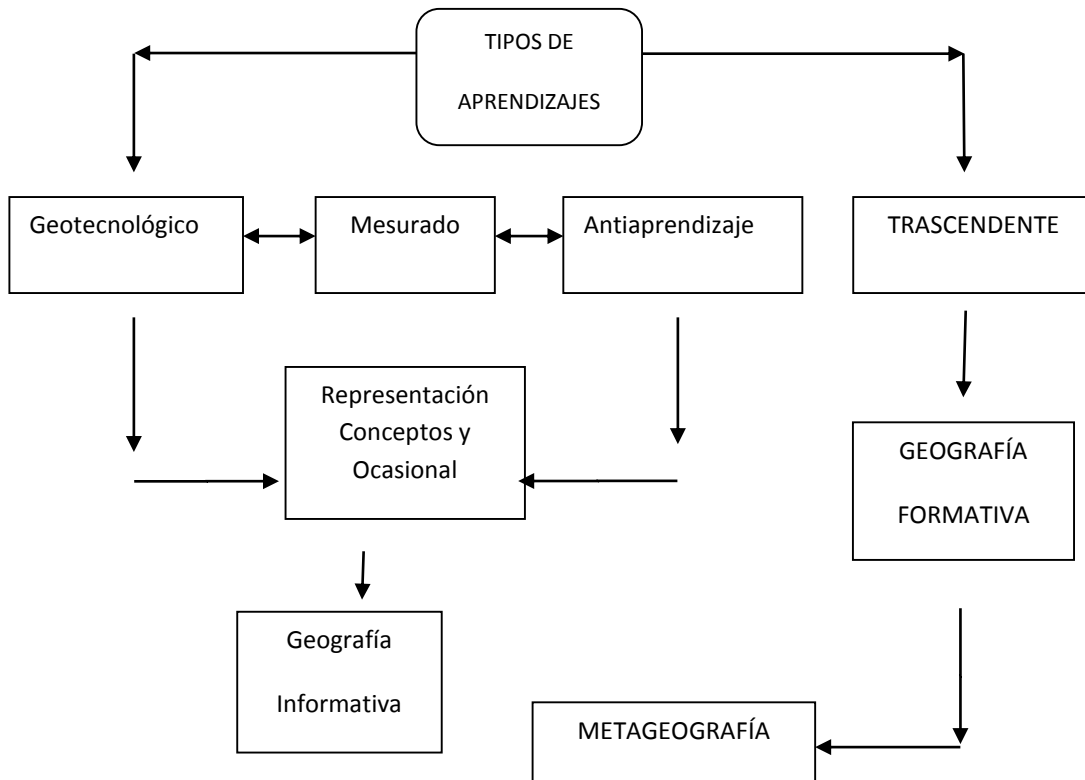 TIPOS DE
APRENDIZAJES
Geotecnológico
Mesurado
Antiaprendizaje
TRASCENDENTE
Representación
Conceptos y
Ocasional
GEOGRAFÍA
FORMATIVA
Geografía
Informativa
METAGEOGRAFÍA